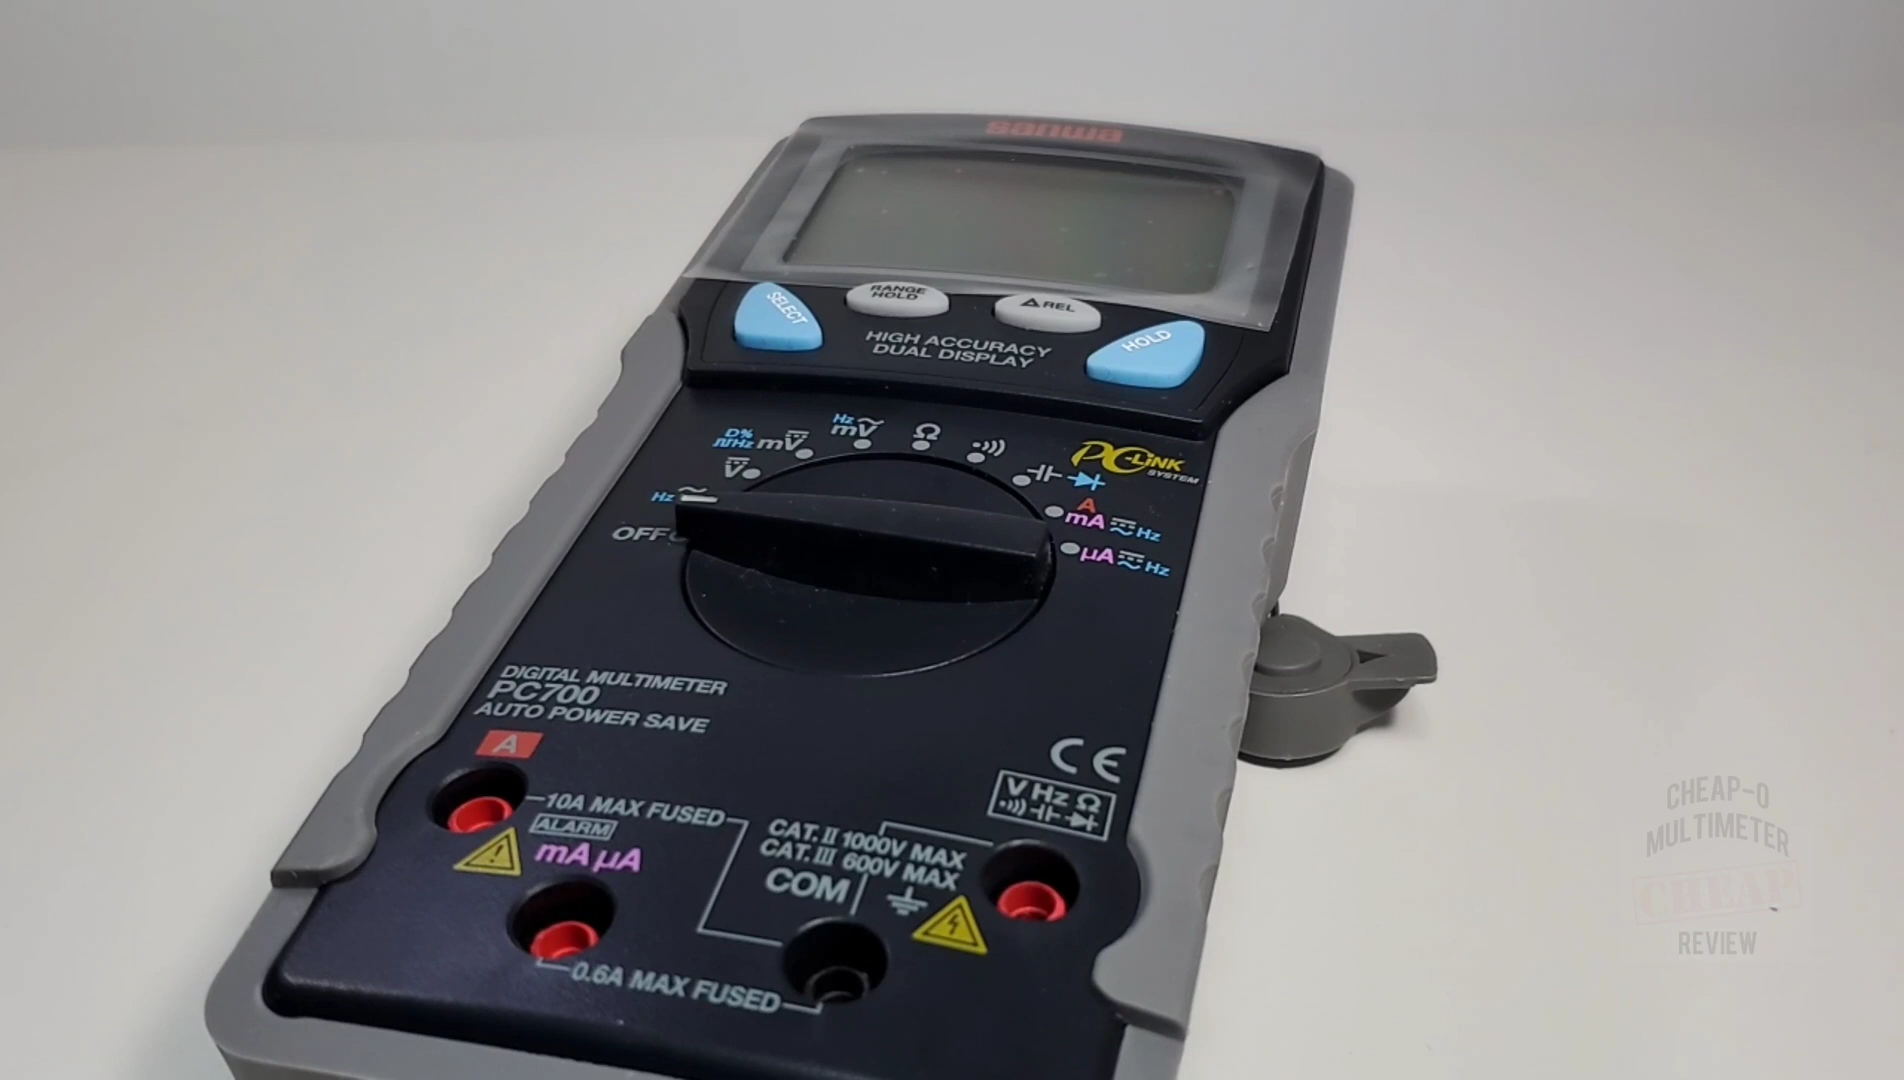 sanwa
SELECT
RANGE
HOLD
△REL
HOLD
HIGH ACCURACY
DUAL DISPLAY
D%
Hz mV
Hz
mV
Ω
V
Hz
OFF
PC-LiNK
SYSTEM
A
mA Hz
µA Hz
DIGITAL MULTIMETER
PC700
AUTO POWER SAVE
A
10A MAX FUSED
ALARM
mA µA
0.6A MAX FUSED
CAT. II 1000V MAX
CAT. III 600V MAX
COM
CE
V Hz Ω
CHEAP-O
MULTIMETER
CHEAP
REVIEW